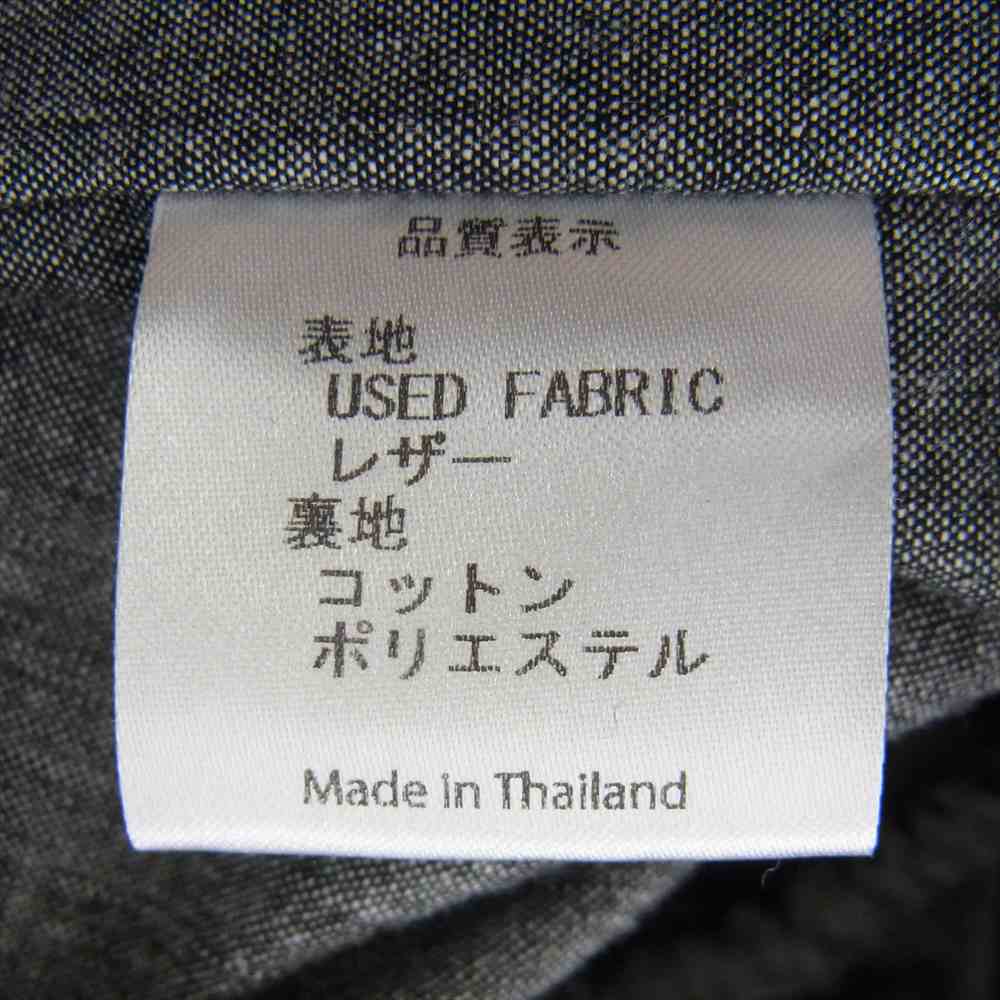 品質表示
表地
USED FABRIC
レザー
裏地
コットン
ポリエステル
Made in Thailand